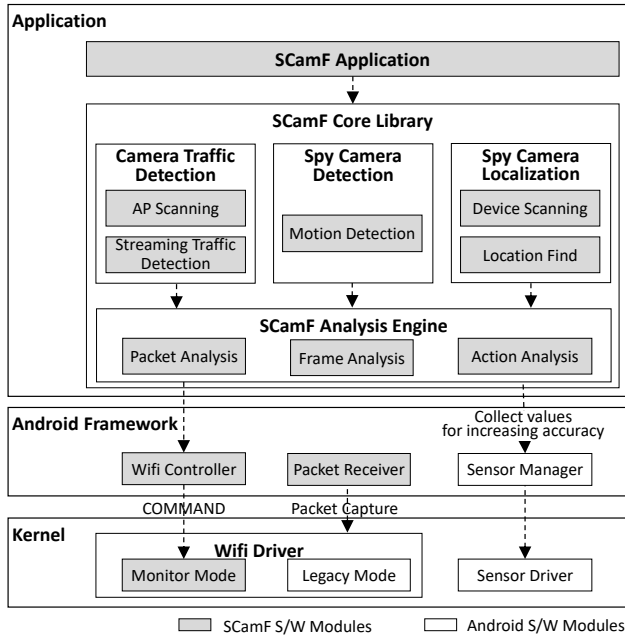 Application
SCamF Application
SCamF Core Library
Camera Traffic
Detection
AP Scanning
Streaming Traffic
Detection
Spy Camera
Detection
Motion Detection
Spy Camera
Localization
Device Scanning
Location Find
SCamF Analysis Engine
Packet Analysis
Frame Analysis
Action Analysis
Android Framework
Collect values
for increasing accuracy
Wifi Controller
Packet Receiver
Sensor Manager
COMMAND
Packet Capture
Kernel
Wifi Driver
Monitor Mode
Legacy Mode
Sensor Driver
SCamF S/W Modules
Android S/W Modules